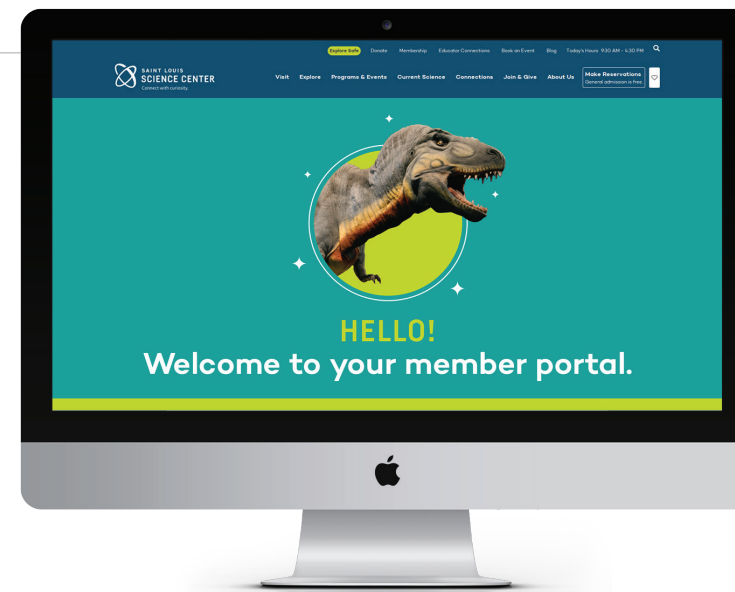 Explore Safe Donate Membership Educator Connections Book an Event Blog Today's Hours 9:30 AM - 4:30 PM
SAINT LOUIS
SCIENCE CENTER
Connect with curiosity.
Visit Explore Programs & Events Current Science Connections Join & Give About Us
Make Reservations
General admission is free
HELLO!
Welcome to your member portal.